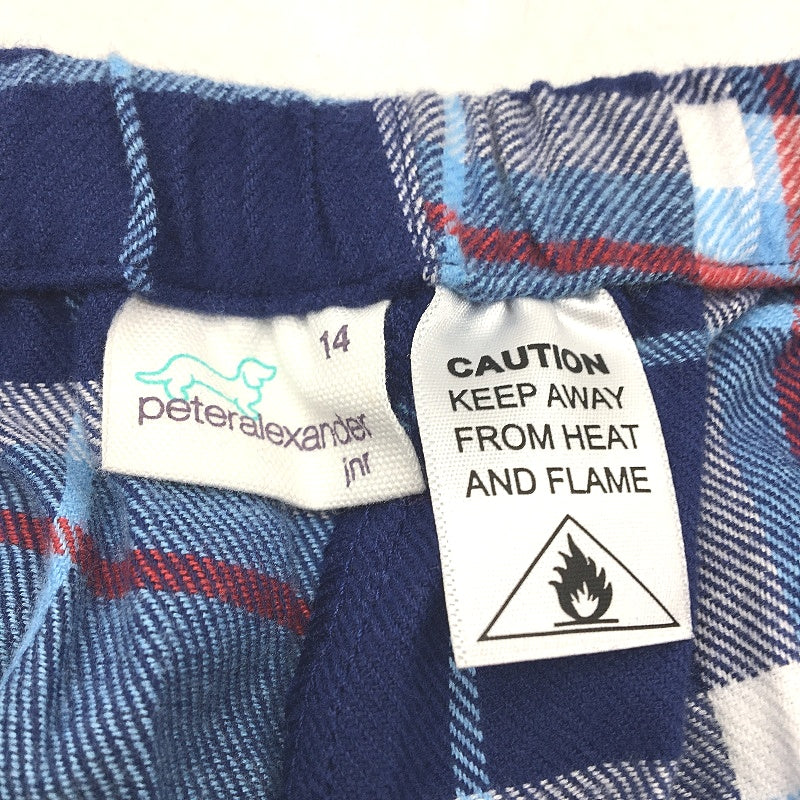 14
peteralexander
jnr
CAUTION
KEEP AWAY
FROM HEAT
AND FLAME